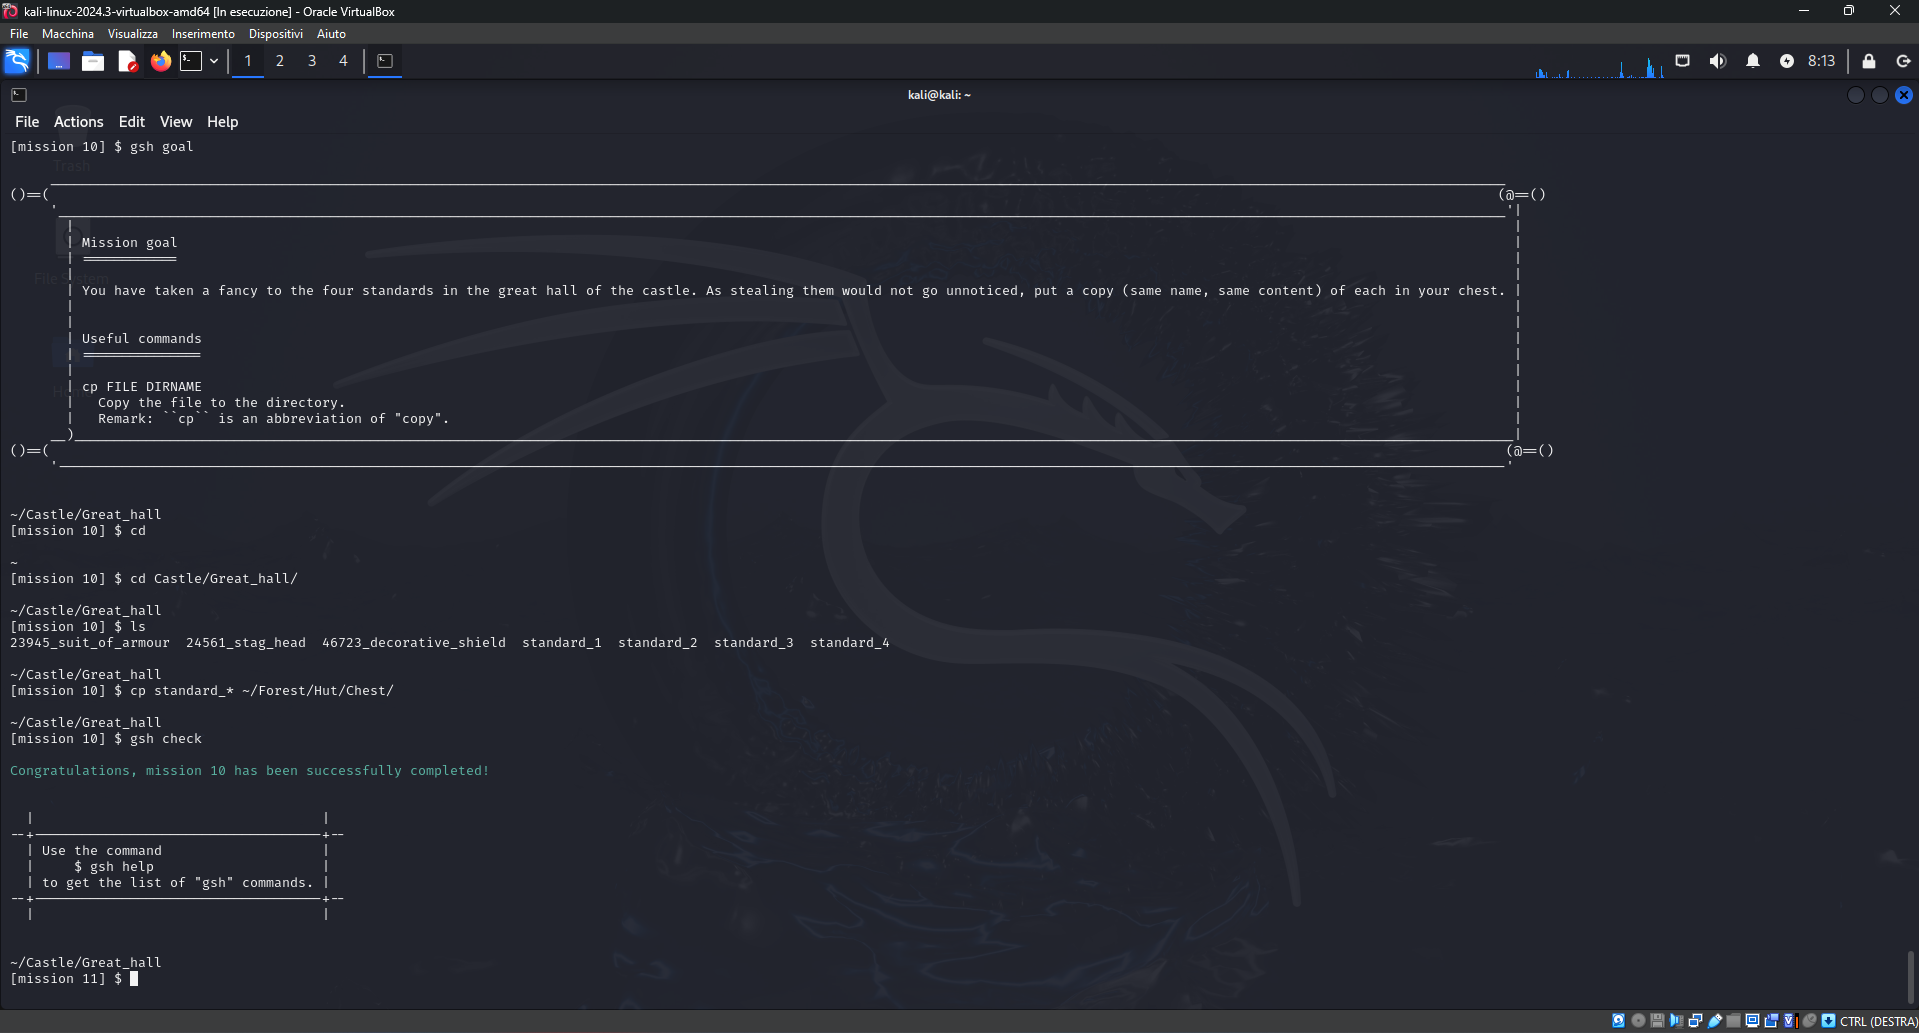 kali-linux-2024.3-virtualbox-amd64 [In esecuzione] - Oracle VirtualBox
File Macchina Visualizza Inserimento Dispositivi Aiuto
1 2 3 4 8:13
kali@kali: ~
File Actions Edit View Help
[mission 10] $ gsh goal
Trash
()==( (@==()
Mission goal
============
File System
You have taken a fancy to the four standards in the great hall of the castle. As stealing them would not go unnoticed, put a copy (same name, same content) of each in your chest.
Useful commands
===============
cp FILE DIRNAME
Copy the file to the directory.
Remark: ``cp`` is an abbreviation of "copy".
()==( (@==()
~/Castle/Great_hall
[mission 10] $ cd
~
[mission 10] $ cd Castle/Great_hall/
~/Castle/Great_hall
[mission 10] $ ls
23945_suit_of_armour 24561_stag_head 46723_decorative_shield standard_1 standard_2 standard_3 standard_4
~/Castle/Great_hall
[mission 10] $ cp standard_* ~/Forest/Hut/Chest/
~/Castle/Great_hall
[mission 10] $ gsh check
Congratulations, mission 10 has been successfully completed!
Use the command
$ gsh help
to get the list of "gsh" commands.
~/Castle/Great_hall
[mission 11] $
CTRL (DESTRA)